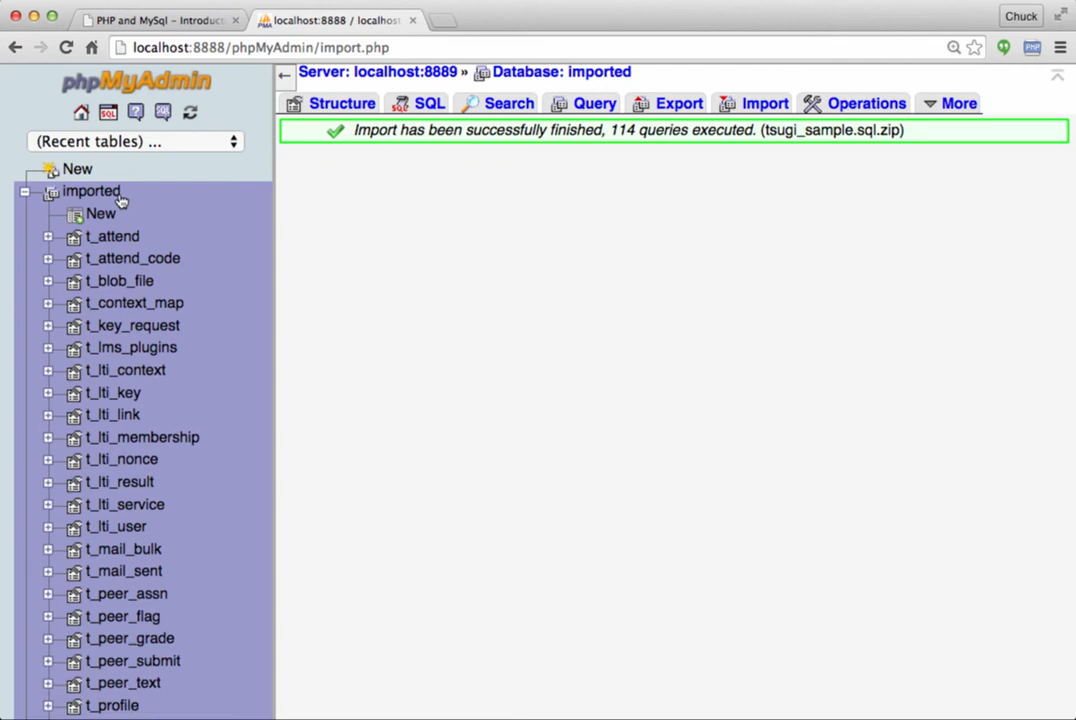 PHP and MySql – Introduct
localhost:8888 / localhost
Chuck
localhost:8888/phpMyAdmin/import.php
phpMyAdmin
Server: localhost:8889 » Database: imported
Structure SQL Search Query Export Import Operations More
Import has been successfully finished, 114 queries executed. (tsugi_sample.sql.zip)
(Recent tables) ...
New
imported
New
t_attend
t_attend_code
t_blob_file
t_context_map
t_key_request
t_lms_plugins
t_lti_context
t_lti_key
t_lti_link
t_lti_membership
t_lti_nonce
t_lti_result
t_lti_service
t_lti_user
t_mail_bulk
t_mail_sent
t_peer_assn
t_peer_flag
t_peer_grade
t_peer_submit
t_peer_text
t_profile